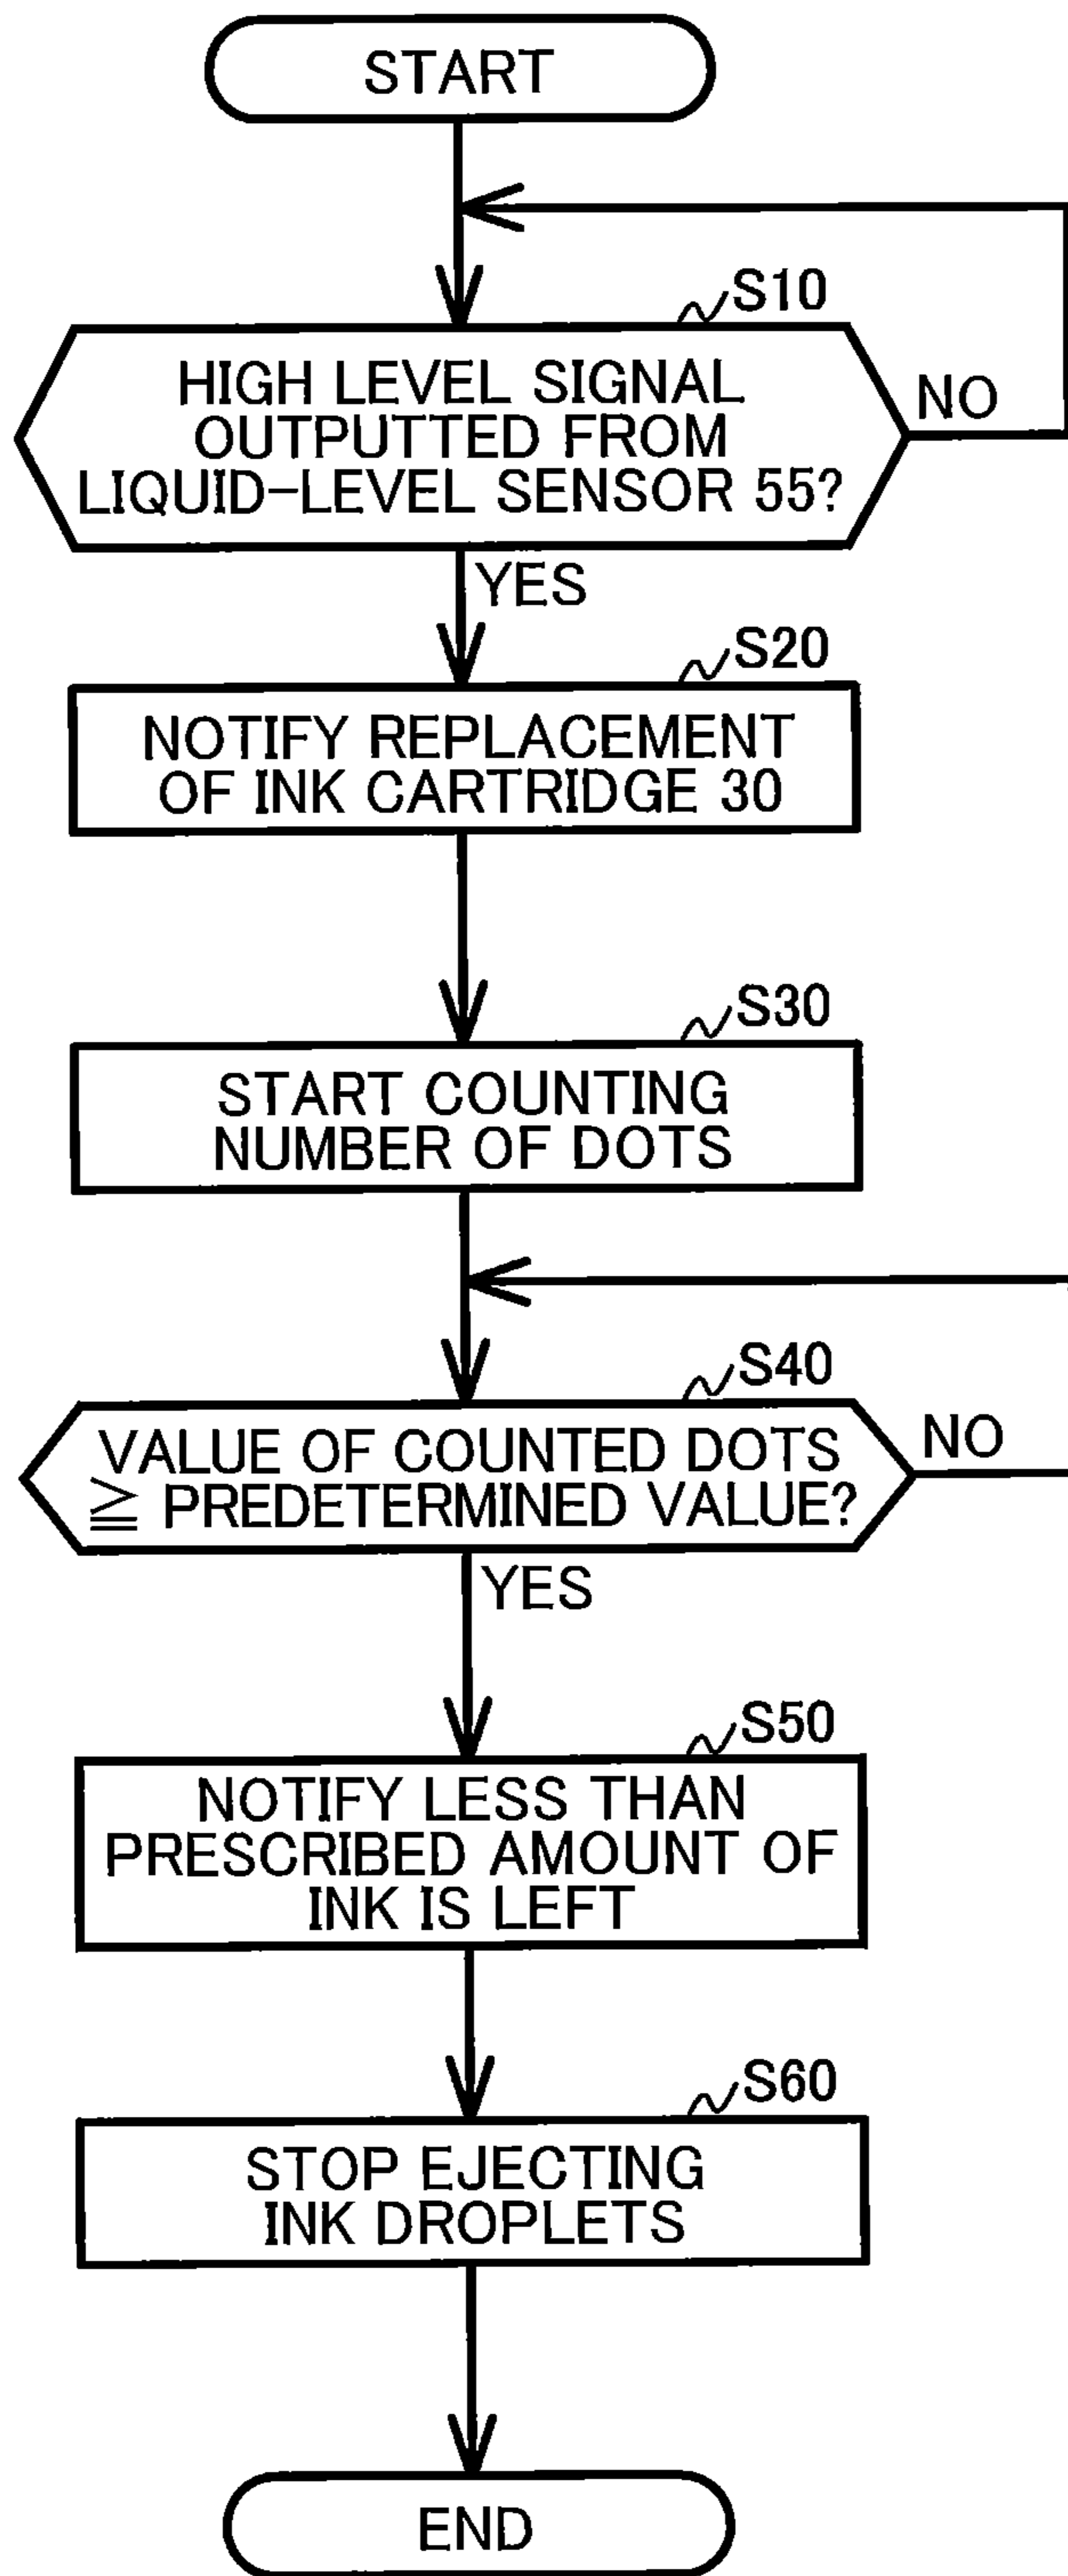 START
S10
HIGH LEVEL SIGNAL
OUTPUTTED FROM
LIQUID-LEVEL SENSOR 55?
NO
YES
S20
NOTIFY REPLACEMENT
OF INK CARTRIDGE 30
S30
START COUNTING
NUMBER OF DOTS
S40
VALUE OF COUNTED DOTS
≧ PREDETERMINED VALUE?
NO
YES
S50
NOTIFY LESS THAN
PRESCRIBED AMOUNT OF
INK IS LEFT
S60
STOP EJECTING
INK DROPLETS
END